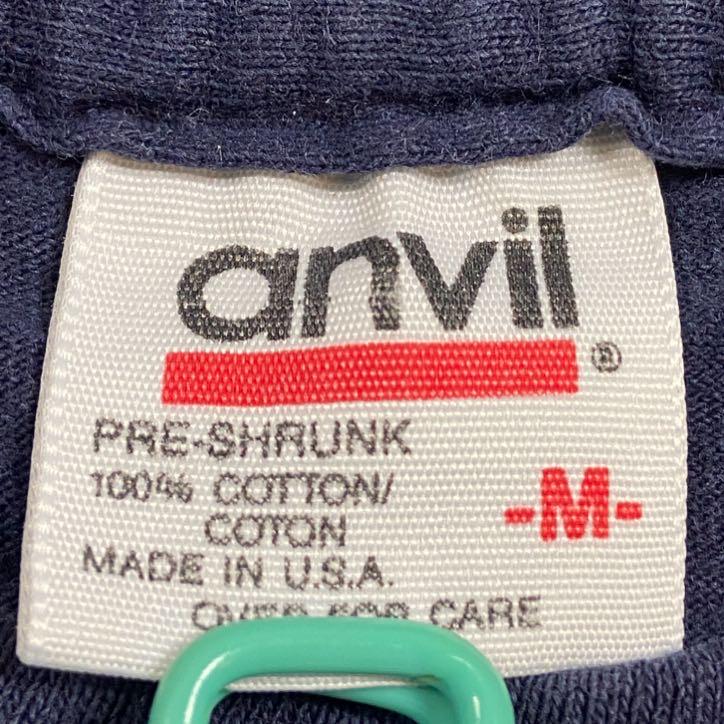 anvil®
PRE-SHRUNK
100% COTTON/
COTON
-M-
MADE IN U.S.A.
OVER FOR CARE